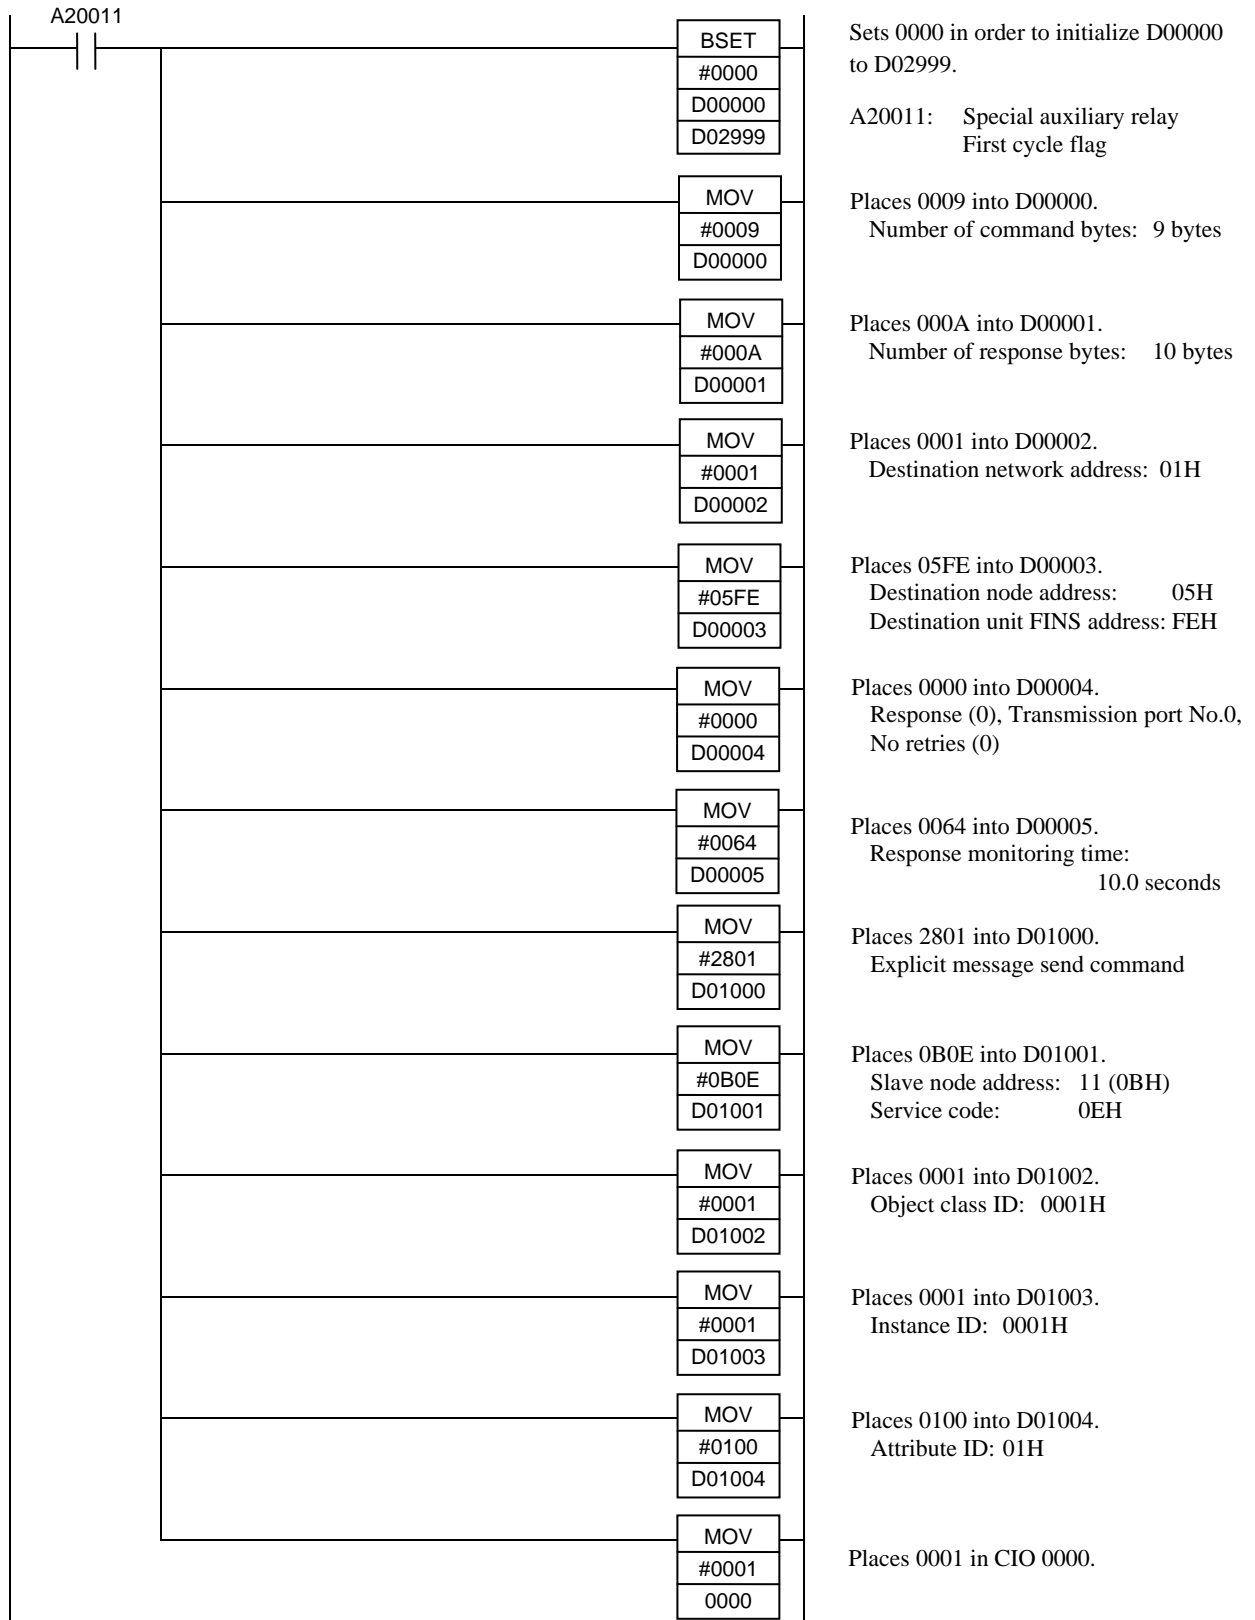 A20011
BSET
#0000
D00000
D02999
Sets 0000 in order to initialize D00000
to D02999.
A20011: Special auxiliary relay
First cycle flag
MOV
#0009
D00000
Places 0009 into D00000.
Number of command bytes: 9 bytes
MOV
#000A
D00001
Places 000A into D00001.
Number of response bytes: 10 bytes
MOV
#0001
D00002
Places 0001 into D00002.
Destination network address: 01H
MOV
#05FE
D00003
Places 05FE into D00003.
Destination node address: 05H
Destination unit FINS address: FEH
MOV
#0000
D00004
Places 0000 into D00004.
Response (0), Transmission port No.0,
No retries (0)
MOV
#0064
D00005
Places 0064 into D00005.
Response monitoring time:
10.0 seconds
MOV
#2801
D01000
Places 2801 into D01000.
Explicit message send command
MOV
#0B0E
D01001
Places 0B0E into D01001.
Slave node address: 11 (0BH)
Service code: 0EH
MOV
#0001
D01002
Places 0001 into D01002.
Object class ID: 0001H
MOV
#0001
D01003
Places 0001 into D01003.
Instance ID: 0001H
MOV
#0100
D01004
Places 0100 into D01004.
Attribute ID: 01H
MOV
#0001
0000
Places 0001 in CIO 0000.